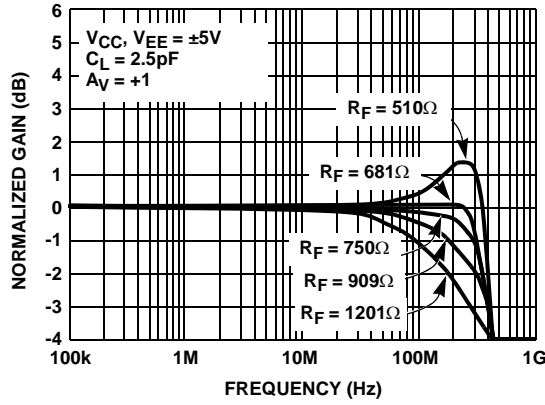 6
5
4
3
2
1
0
-1
-2
-3
-4
NORMALIZED GAIN (dB)
VCC, VEE = ±5V
CL = 2.5pF
AV = +1
RF = 510Ω
RF = 681Ω
RF = 750Ω
RF = 909Ω
RF = 1201Ω
100k 1M 10M 100M 1G
FREQUENCY (Hz)